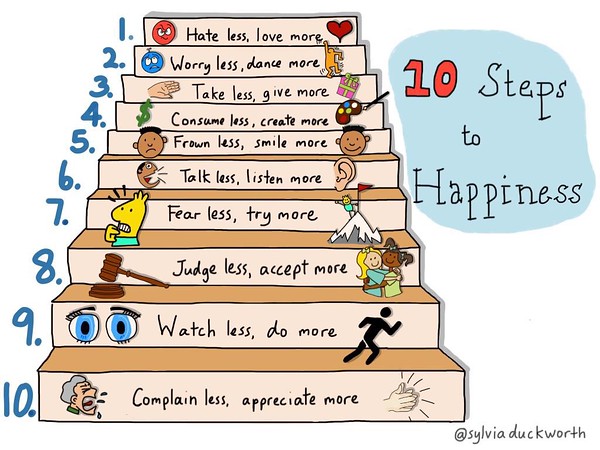 1. Hate less, love more
2. Worry less, dance more
3. Take less, give more
4. $ Consume less, create more
5. Frown less, smile more
6. Talk less, listen more
7. Fear less, try more
8. Judge less, accept more
9. Watch less, do more
10. Complain less, appreciate more
10 Steps
to
Happiness
@sylviaduckworth